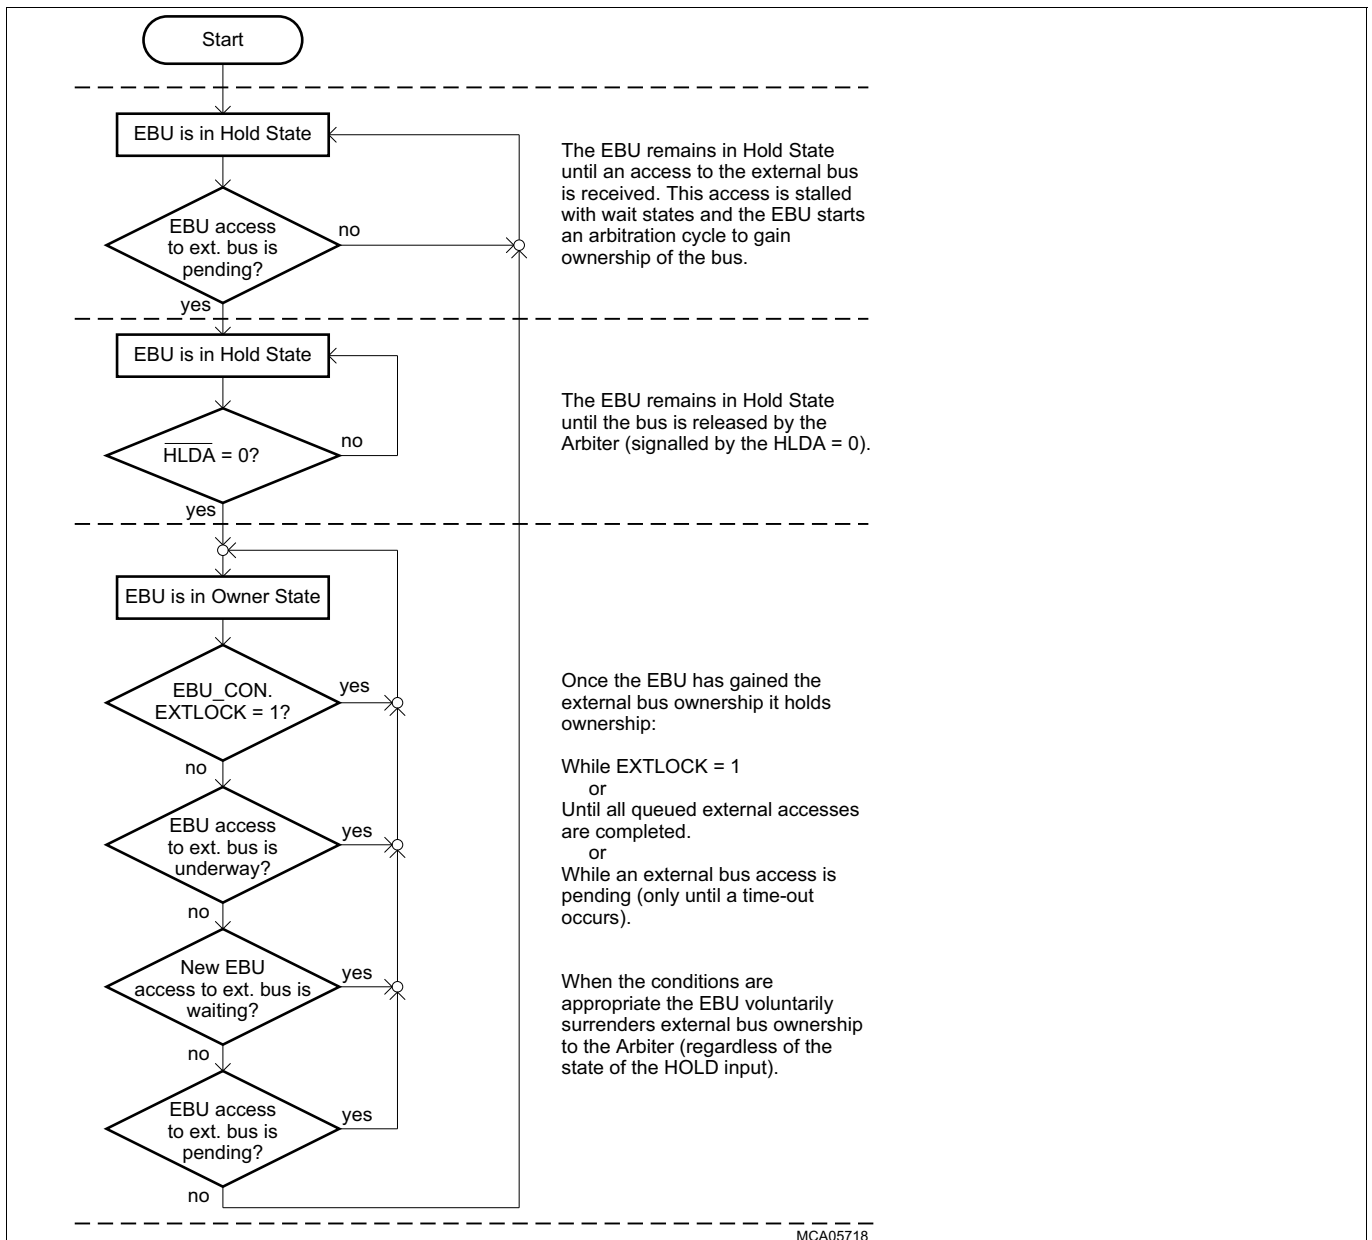 Start
EBU is in Hold State
EBU access
to ext. bus is
pending?
no
yes
The EBU remains in Hold State
until an access to the external bus
is received. This access is stalled
with wait states and the EBU starts
an arbitration cycle to gain
ownership of the bus.
EBU is in Hold State
HLDA = 0?
no
yes
The EBU remains in Hold State
until the bus is released by the
Arbiter (signalled by the HLDA = 0).
EBU is in Owner State
EBU_CON.
EXTLOCK = 1?
yes
no
EBU access
to ext. bus is
underway?
yes
no
New EBU
access to ext. bus is
waiting?
yes
no
EBU access
to ext. bus is
pending?
yes
no
Once the EBU has gained the
external bus ownership it holds
ownership:
While EXTLOCK = 1
or
Until all queued external accesses
are completed.
or
While an external bus access is
pending (only until a time-out
occurs).
When the conditions are
appropriate the EBU voluntarily
surrenders external bus ownership
to the Arbiter (regardless of the
state of the HOLD input).
MCA05718